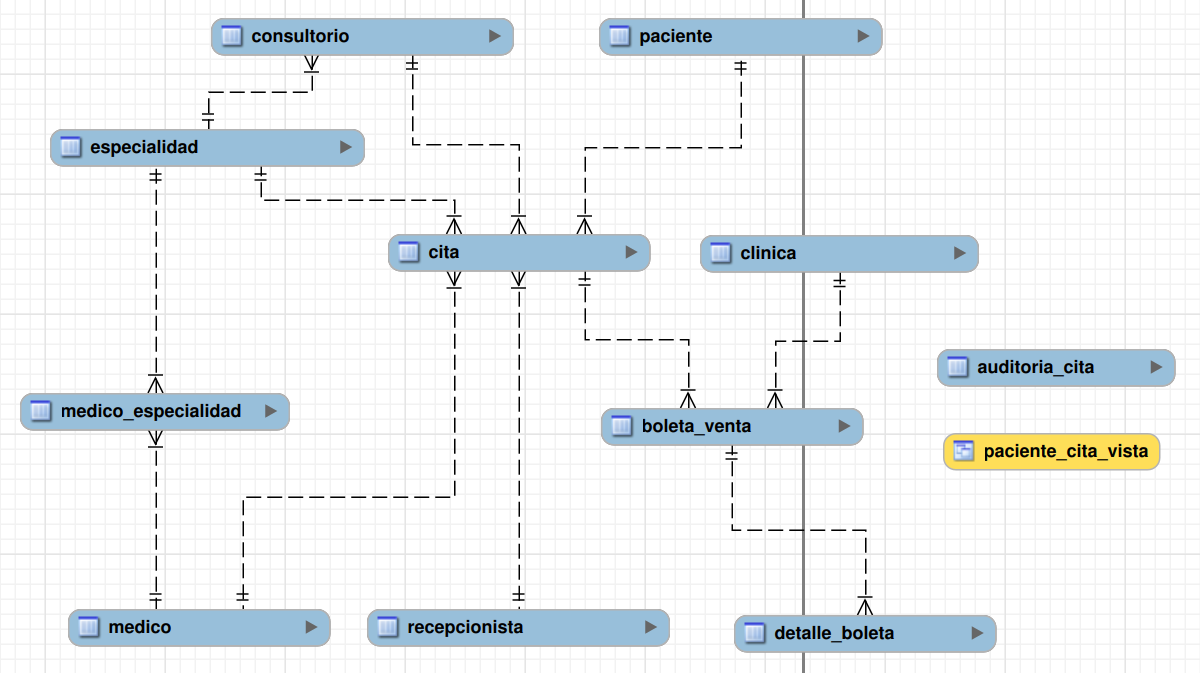 consultorio
paciente
especialidad
cita
clinica
auditoria_cita
medico_especialidad
boleta_venta
paciente_cita_vista
medico
recepcionista
detalle_boleta